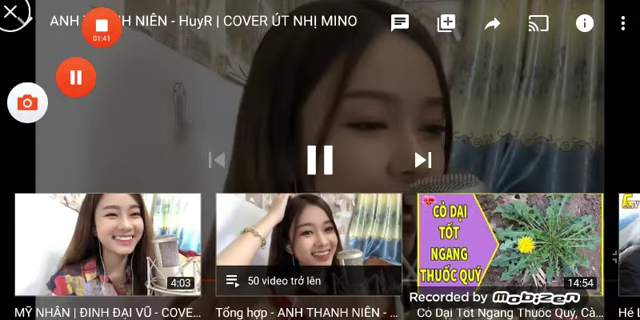 ANH THANH NIÊN - HuyR | COVER ÚT NHỊ MINO
01:41
4:03
50 video trở lên
CỎ DẠI
TỐT
NGANG
THUỐC QUÝ
14:54
Recorded by MOBIZEN
MỸ NHÂN | ĐINH ĐẠI VŨ - COVE...
Tổng hợp - ANH THANH NIÊN - ...
Cỏ Dại Tốt Ngang Thuốc Quý, Cà...